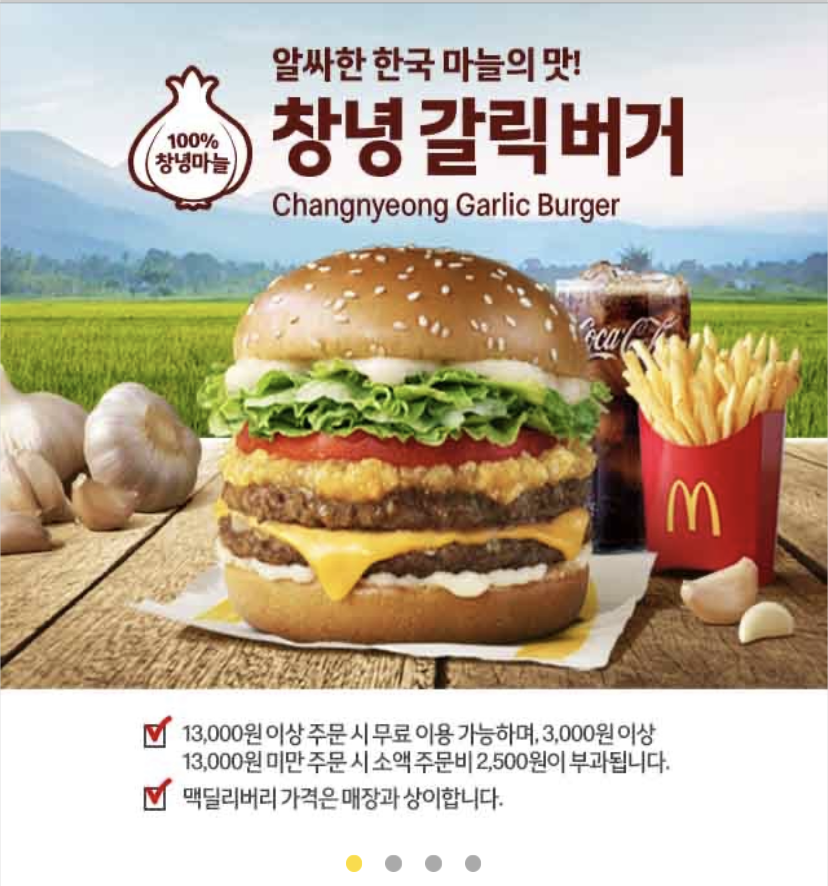 알싸한 한국 마늘의 맛!
100%
창녕마늘
창녕 갈릭 버거
Changnyeong Garlic Burger
Coca-Cola
13,000원 이상 주문 시 무료 이용 가능하며, 3,000원 이상
13,000원 미만 주문 시 소액 주문비 2,500원이 부과됩니다.
맥딜리버리 가격은 매장과 상이합니다.